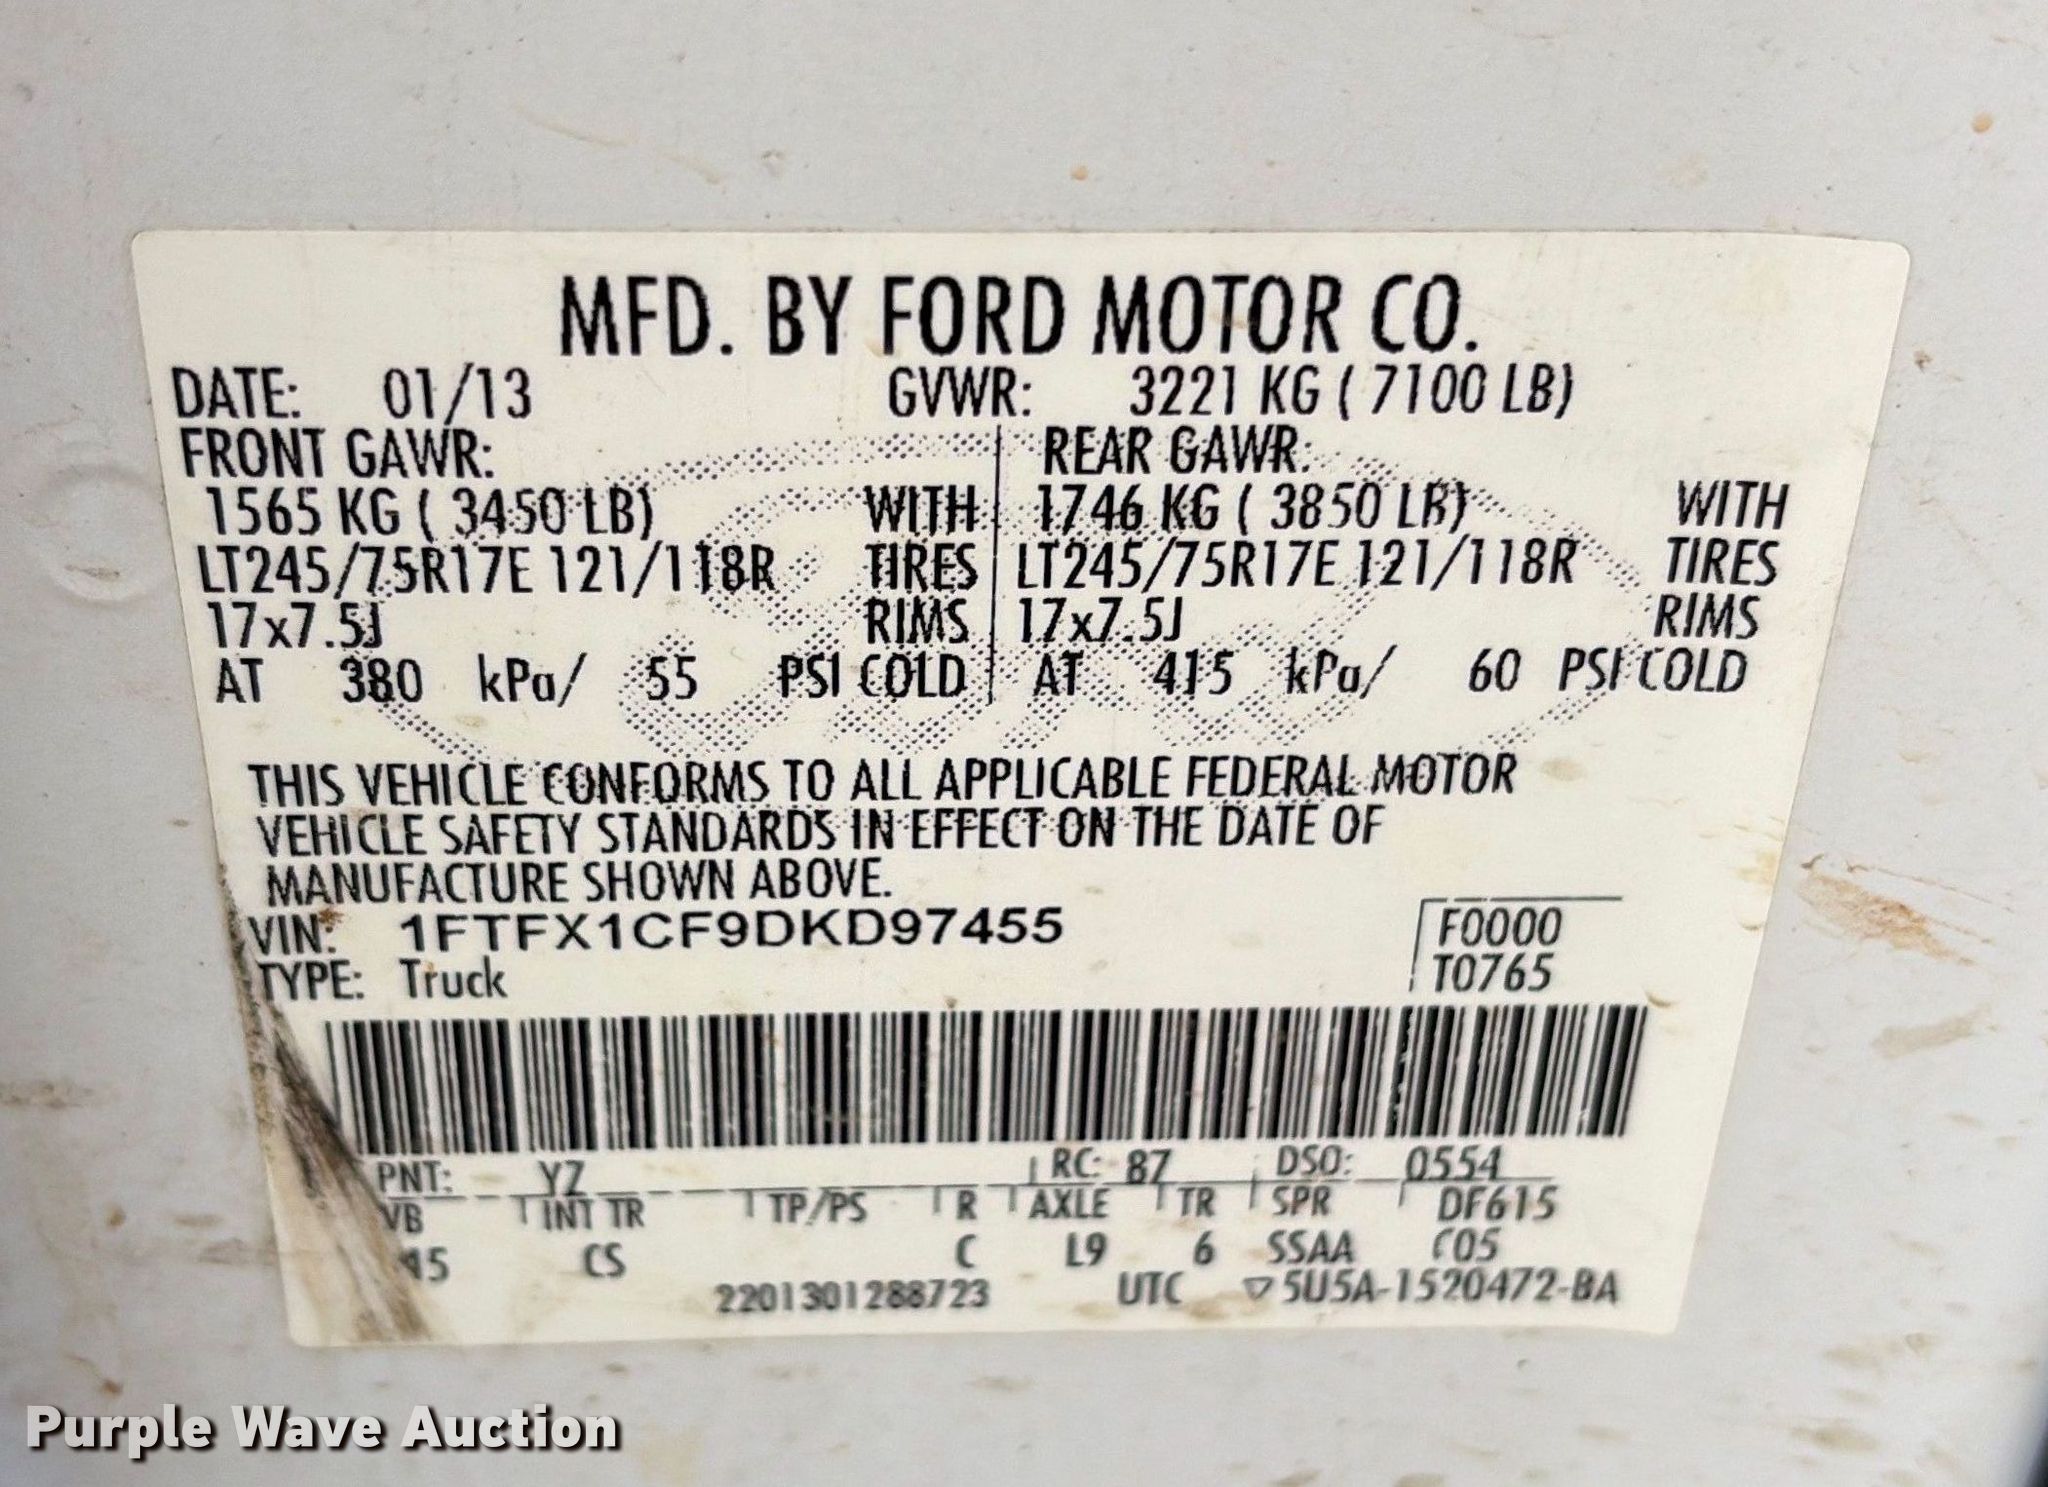 MFD. BY FORD MOTOR CO.
DATE: 01/13 GVWR: 3221 KG ( 7100 LB)
FRONT GAWR: REAR GAWR:
1565 KG ( 3450 LB) WITH 1746 KG ( 3850 LB) WITH
LT245/75R17E 121/118R TIRES LT245/75R17E 121/118R TIRES
17x7.5J RIMS 17x7.5J RIMS
AT 380 kPa/ 55 PSI COLD AT 415 kPa/ 60 PSI COLD
THIS VEHICLE CONFORMS TO ALL APPLICABLE FEDERAL MOTOR
VEHICLE SAFETY STANDARDS IN EFFECT ON THE DATE OF
MANUFACTURE SHOWN ABOVE.
VIN: 1FTFX1CF9DKD97455 F0000
TYPE: Truck T0765
PNT: YZ RC: 87 DSO: 0554
VB INT TR TP/PS R AXLE TR SPR DF615
CS C L9 6 SSAA C05
2201301288723 UTC ▽5U5A-1520472-BA
Purple Wave Auction